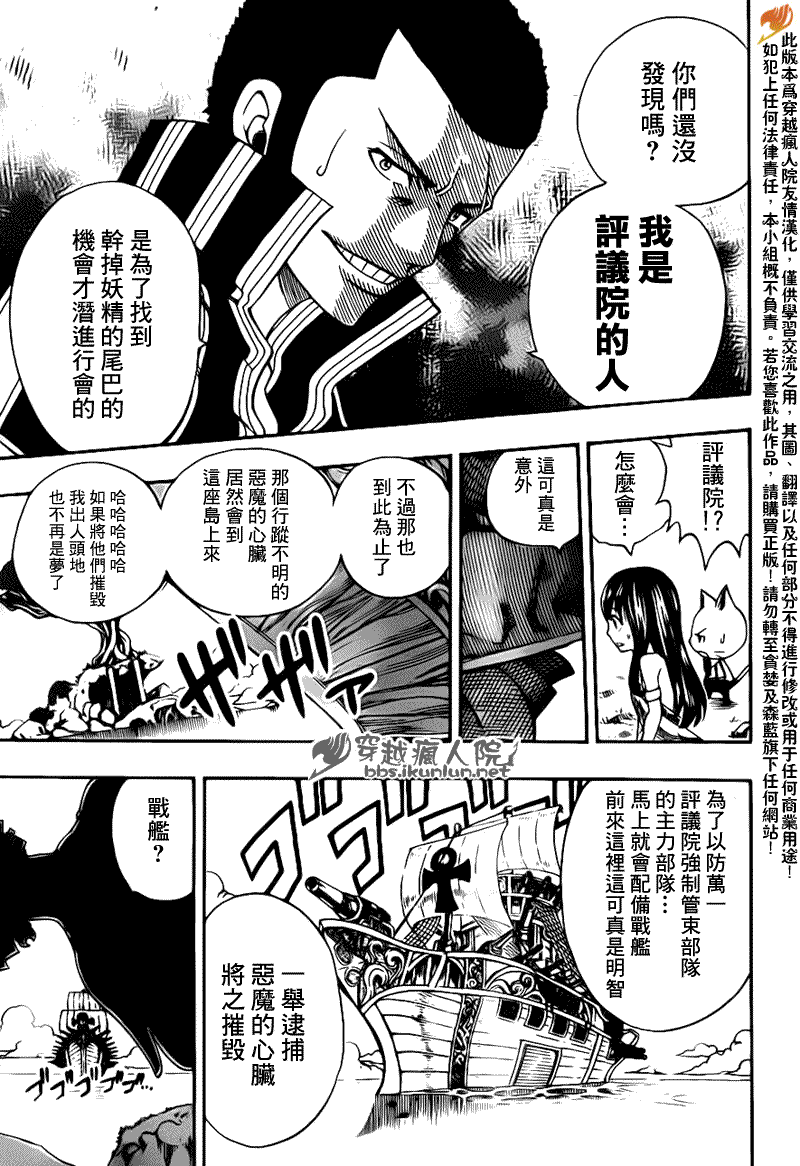 你們還沒
發現嗎?
我是
評議院的人
是為了找到
幹掉妖精的尾巴的
機會才潛進行會的
評議院!?
怎麼會…
這可真是
意外
不過那也
到此為止了
那個行蹤不明的
惡魔的心臟
居然會到
這座島上來
哈哈哈哈哈
如果將他們摧毀
我出人頭地
也不再是夢了
穿越瘋人院
bbs.ikunlun.net
為了以防萬一
評議院強制管束部隊
的主力部隊…
馬上就會配備戰艦
前來這裡這可真是明智
一舉逮捕
惡魔的心臟
將之摧毀
戰艦?
ゴゴゴ…
此版本爲穿越瘋人院友情漢化，僅供學習交流之用，其圖、翻譯以及任何部分不得進行修改或用于任何商業用途！
如犯上任何法律責任，本小組概不負責。若您喜歡此作品，請購買正版！請勿轉至貪婪及森藍旗下任何網站！